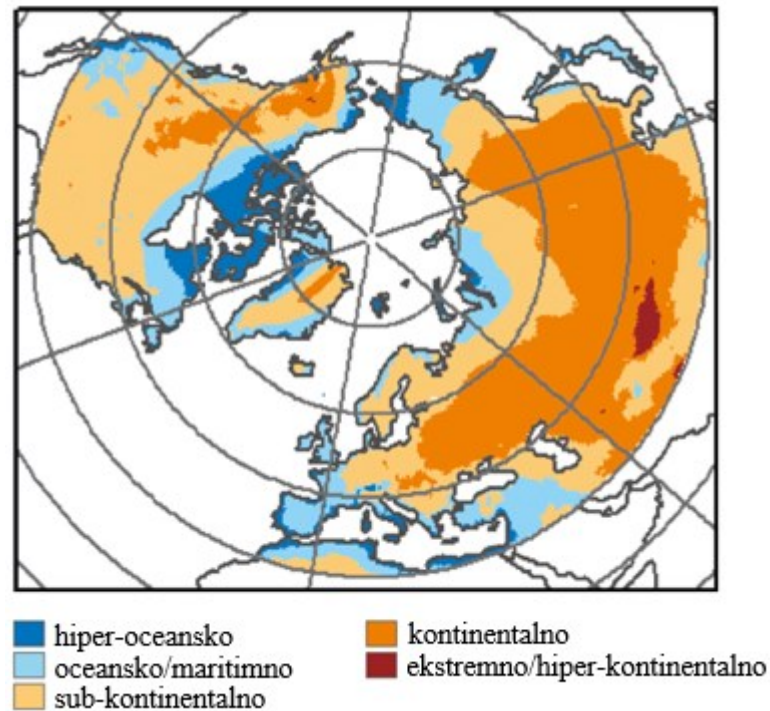 hiper-oceansko
oceansko/maritimno
sub-kontinentalno
kontinentalno
ekstremno/hiper-kontinentalno